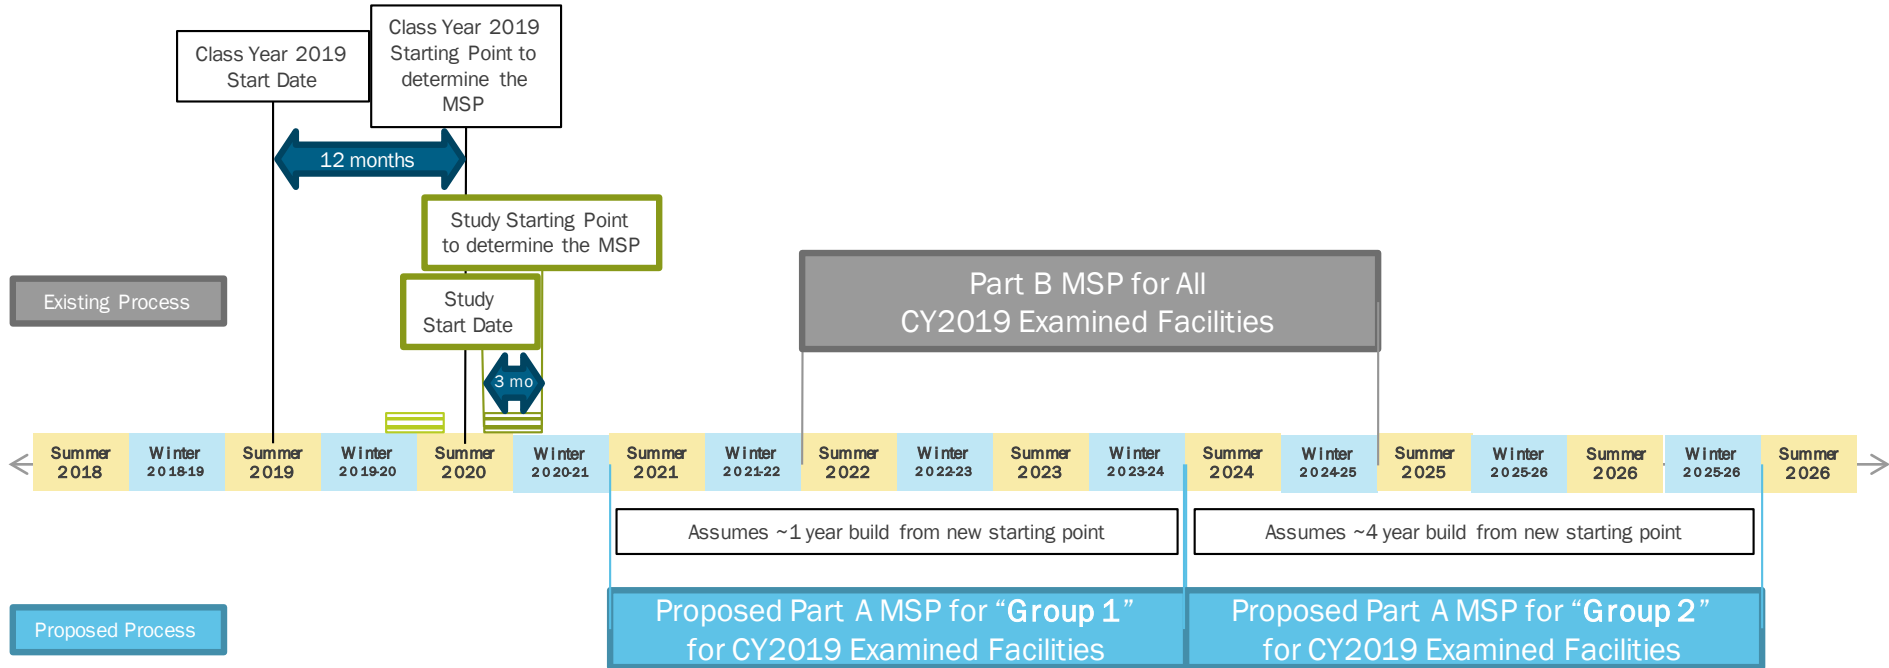 Class Year 2019
Start Date
Class Year 2019
Starting Point to
determine the
MSP
12 months
Study Starting Point
to determine the MSP
Study
Start Date
3 mo
Existing Process
Part B MSP for All
CY2019 Examined Facilities
Summer
2018
Winter
2018-19
Summer
2019
Winter
2019-20
Summer
2020
Winter
2020-21
Summer
2021
Winter
2021-22
Summer
2022
Winter
2022-23
Summer
2023
Winter
2023-24
Summer
2024
Winter
2024-25
Summer
2025
Winter
2025-26
Summer
2026
Winter
2025-26
Summer
2026
Assumes ~1 year build from new starting point
Assumes ~4 year build from new starting point
Proposed Process
Proposed Part A MSP for “Group 1”
for CY2019 Examined Facilities
Proposed Part A MSP for “Group 2”
for CY2019 Examined Facilities